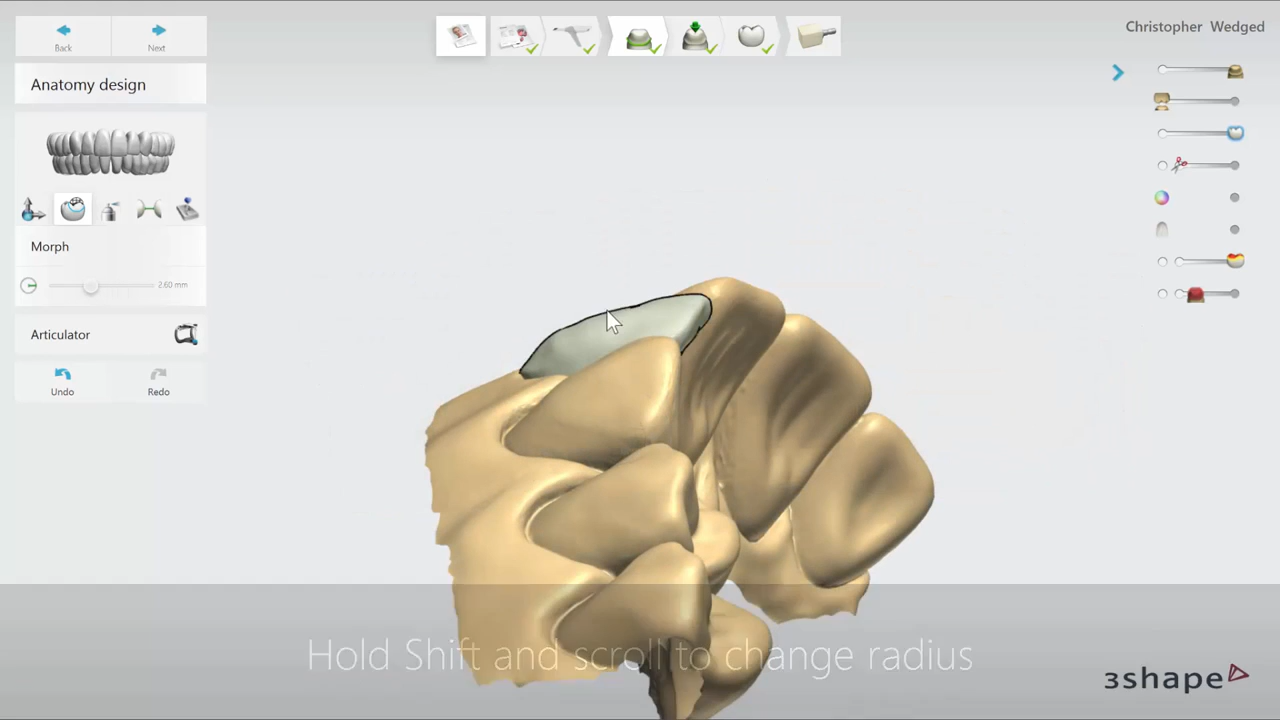 Back
Next
Christopher Wedged
Anatomy design
Morph
2.60 mm
Articulator
Undo
Redo
Hold Shift and scroll to change radius
3shape